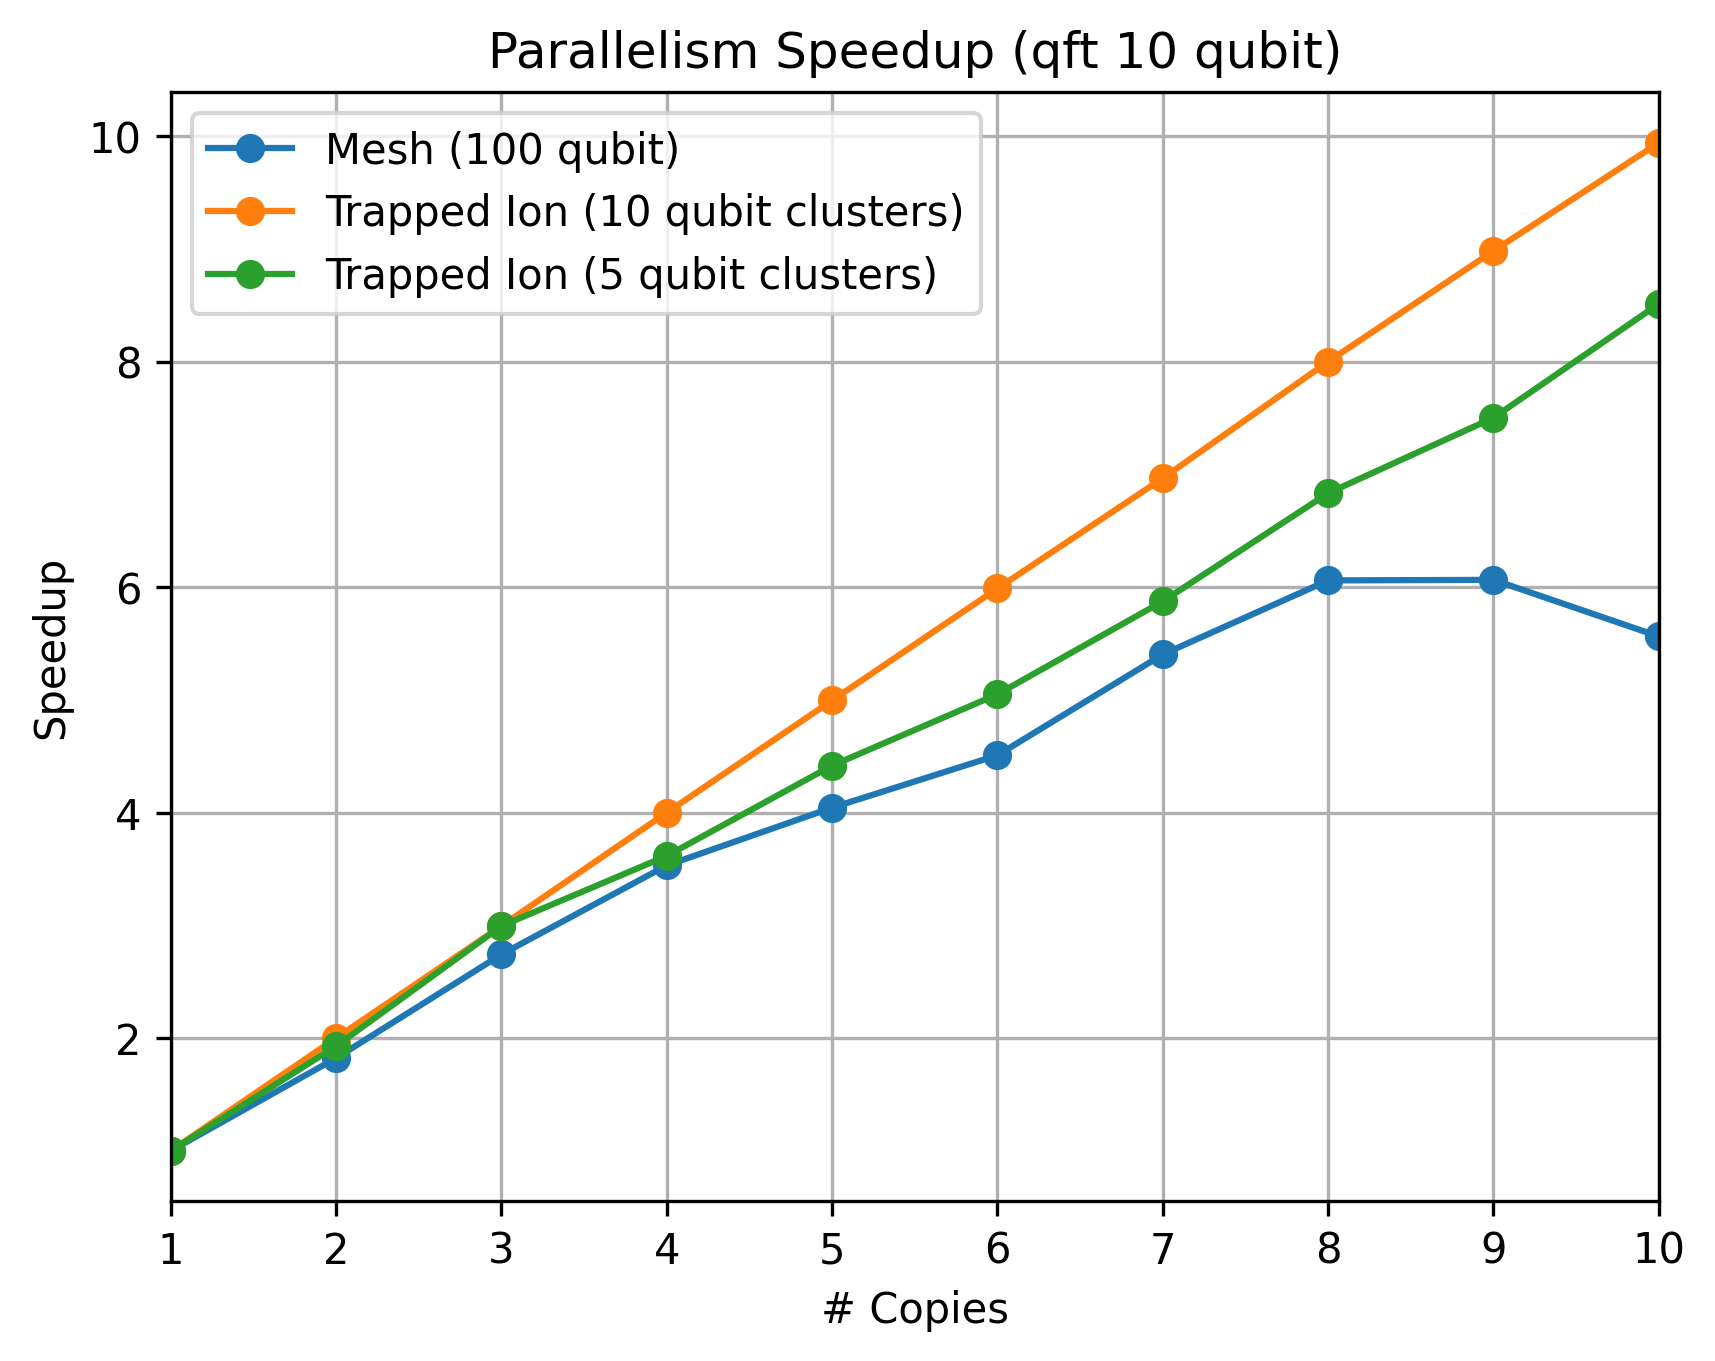 Parallelism Speedup (qft 10 qubit)
Mesh (100 qubit)
Trapped Ion (10 qubit clusters)
Trapped Ion (5 qubit clusters)
10
8
6
4
2
Speedup
1 2 3 4 5 6 7 8 9 10
# Copies